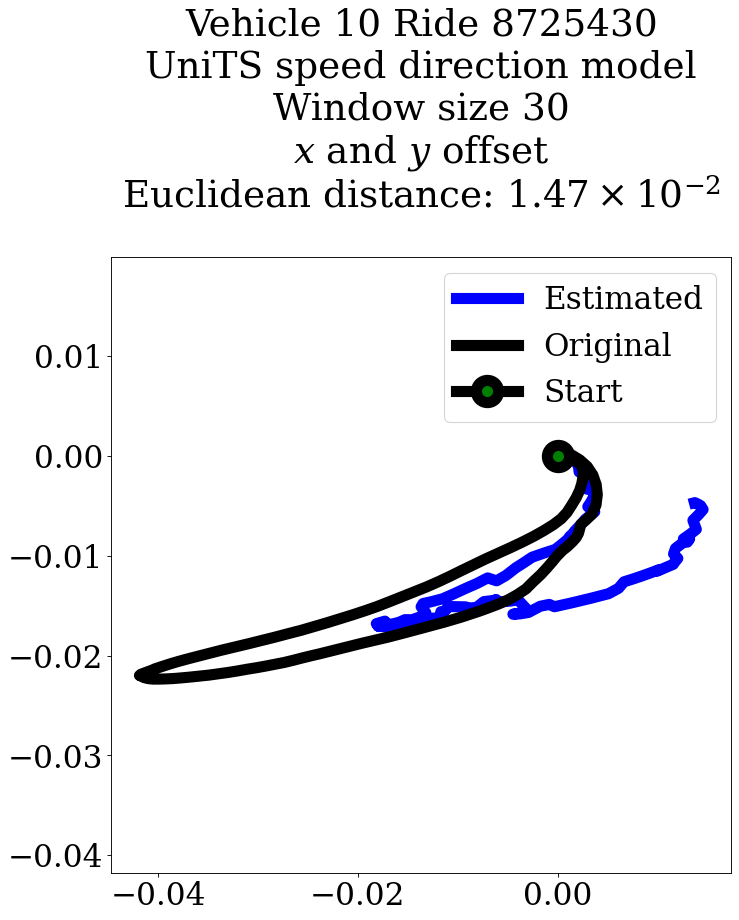 Vehicle 10 Ride 8725430
UniTS speed direction model
Window size 30
x and y offset
Euclidean distance: 1.47 × 10⁻²
Estimated
Original
Start
0.01
0.00
−0.01
−0.02
−0.03
−0.04
−0.04 −0.02 0.00